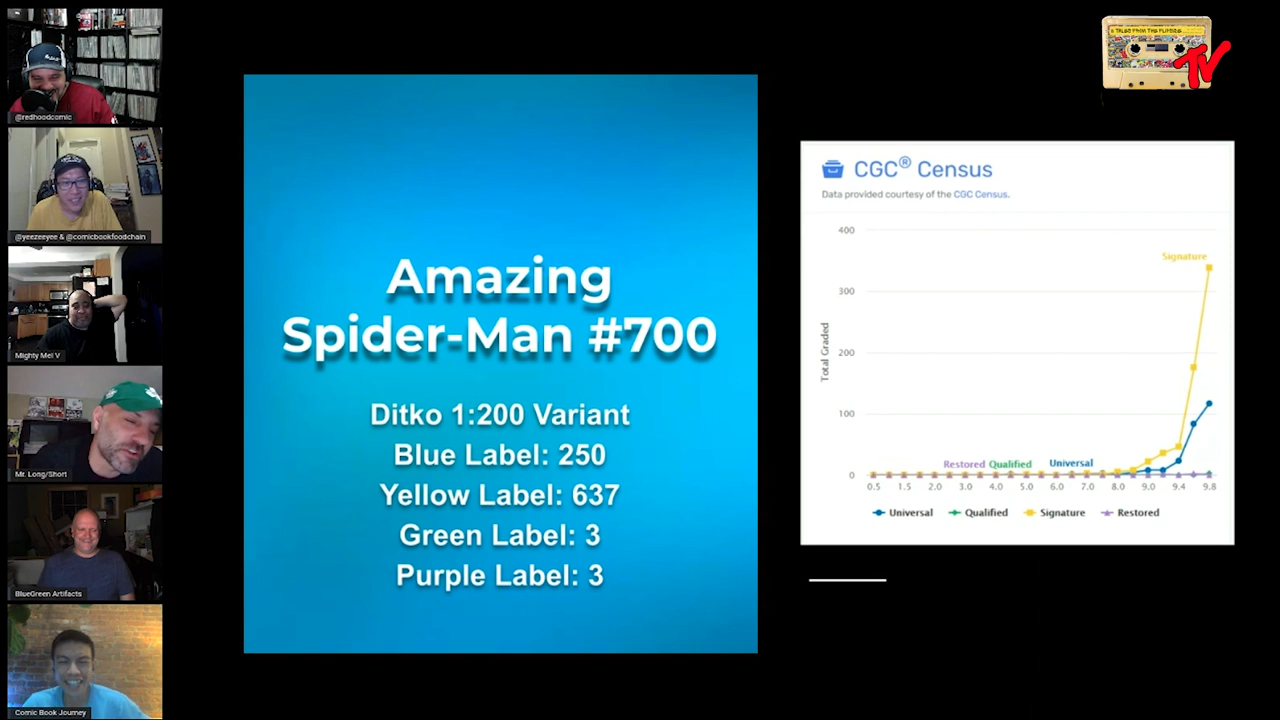 @redhoodcomic
@yeezeeyee & @comicbookfoodchain
Mighty Mel V
Mr. Long/Short
BlueGreen Artifacts
Comic Book Journey
Amazing
Spider-Man #700
Ditko 1:200 Variant
Blue Label: 250
Yellow Label: 637
Green Label: 3
Purple Label: 3
TALES FROM THE FLIPSIDE
TV
CGC® Census
Data provided courtesy of the CGC Census.
Total Graded
400
300
200
100
0
Signature
Restored Qualified Universal
0.5 1.5 2.0 3.0 4.0 5.0 6.0 7.0 8.0 9.0 9.4 9.8
Universal Qualified Signature Restored